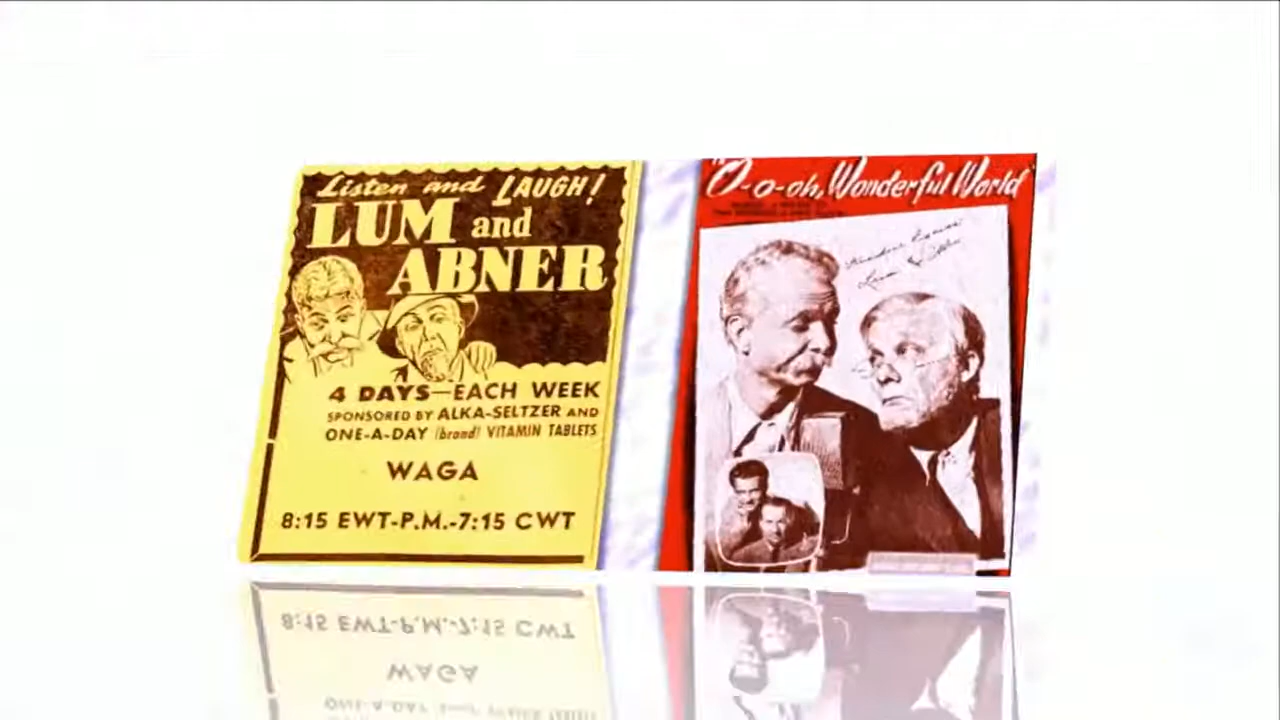 Listen and LAUGH!
LUM and
ABNER
4 DAYS—EACH WEEK
SPONSORED BY ALKA-SELTZER AND
ONE-A-DAY (brand) VITAMIN TABLETS
WAGA
8:15 EWT-P.M.-7:15 CWT
"O-o-oh, Wonderful World